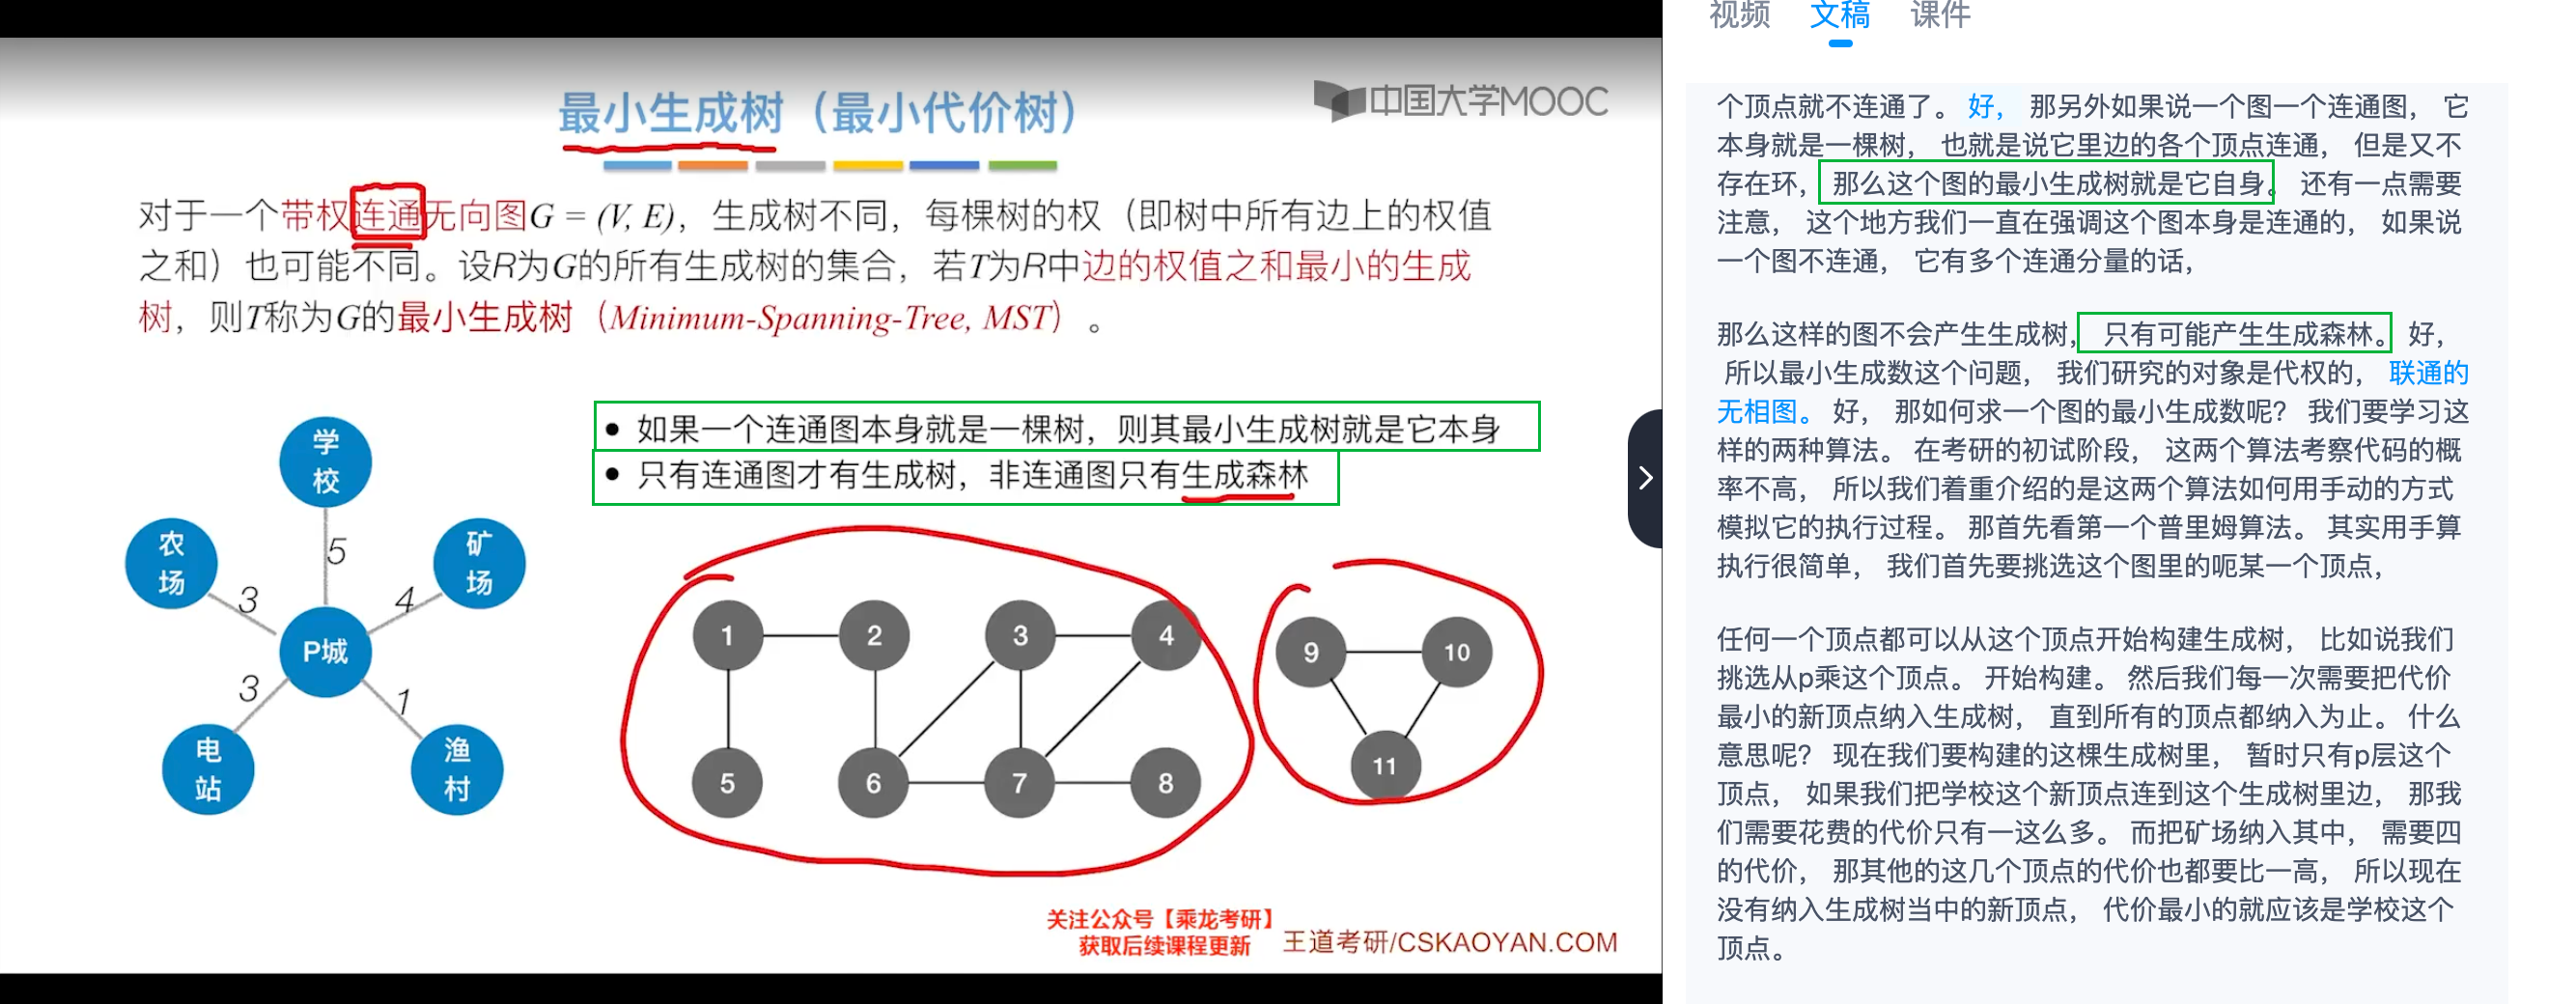 最小生成树（最小代价树）
中国大学MOOC
对于一个带权连通无向图G = (V, E)，生成树不同，每棵树的权（即树中所有边上的权值
之和）也可能不同。设R为G的所有生成树的集合，若T为R中边的权值之和最小的生成
树，则T称为G的最小生成树（Minimum-Spanning-Tree, MST）。
• 如果一个连通图本身就是一棵树，则其最小生成树就是它本身
• 只有连通图才有生成树，非连通图只有生成森林
学校
农场
矿场
P城
电站
渔村
5
3
4
3
1
1
2
3
4
5
6
7
8
9
10
11
关注公众号【乘龙考研】
获取后续课程更新
王道考研/CSKAOYAN.COM
视频 文稿 课件
个顶点就不连通了。 好， 那另外如果说一个图一个连通图， 它
本身就是一棵树， 也就是说它里边的各个顶点连通， 但是又不
存在环， 那么这个图的最小生成树就是它自身。 还有一点需要
注意， 这个地方我们一直在强调这个图本身是连通的， 如果说
一个图不连通， 它有多个连通分量的话，
那么这样的图不会产生生成树， 只有可能产生生成森林。 好，
所以最小生成数这个问题， 我们研究的对象是代权的， 联通的
无相图。 好， 那如何求一个图的最小生成数呢？ 我们要学习这
样的两种算法。 在考研的初试阶段， 这两个算法考察代码的概
率不高， 所以我们着重介绍的是这两个算法如何用手动的方式
模拟它的执行过程。 那首先看第一个普里姆算法。 其实用手算
执行很简单， 我们首先要挑选这个图里的呃某一个顶点，
任何一个顶点都可以从这个顶点开始构建生成树， 比如说我们
挑选从p乘这个顶点。 开始构建。 然后我们每一次需要把代价
最小的新顶点纳入生成树， 直到所有的顶点都纳入为止。 什么
意思呢？ 现在我们要构建的这棵生成树里， 暂时只有p层这个
顶点， 如果我们把学校这个新顶点连到这个生成树里边， 那我
们需要花费的代价只有一这么多。 而把矿场纳入其中， 需要四
的代价， 那其他的这几个顶点的代价也都要比一高， 所以现在
没有纳入生成树当中的新顶点， 代价最小的就应该是学校这个
顶点。